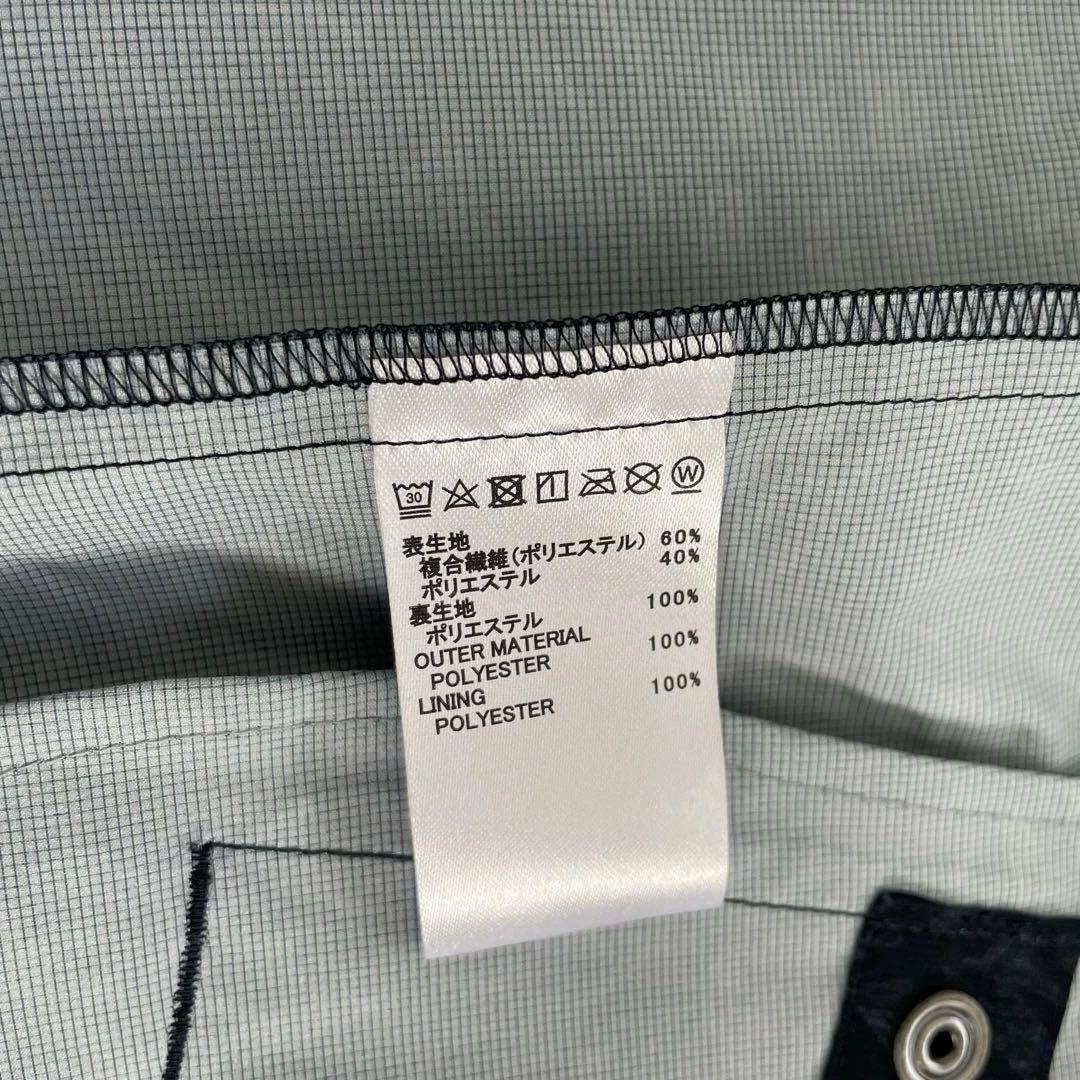 30 W
表生地
複合繊維(ポリエステル) 60%
ポリエステル 40%
裏生地
ポリエステル 100%
OUTER MATERIAL
POLYESTER 100%
LINING
POLYESTER 100%